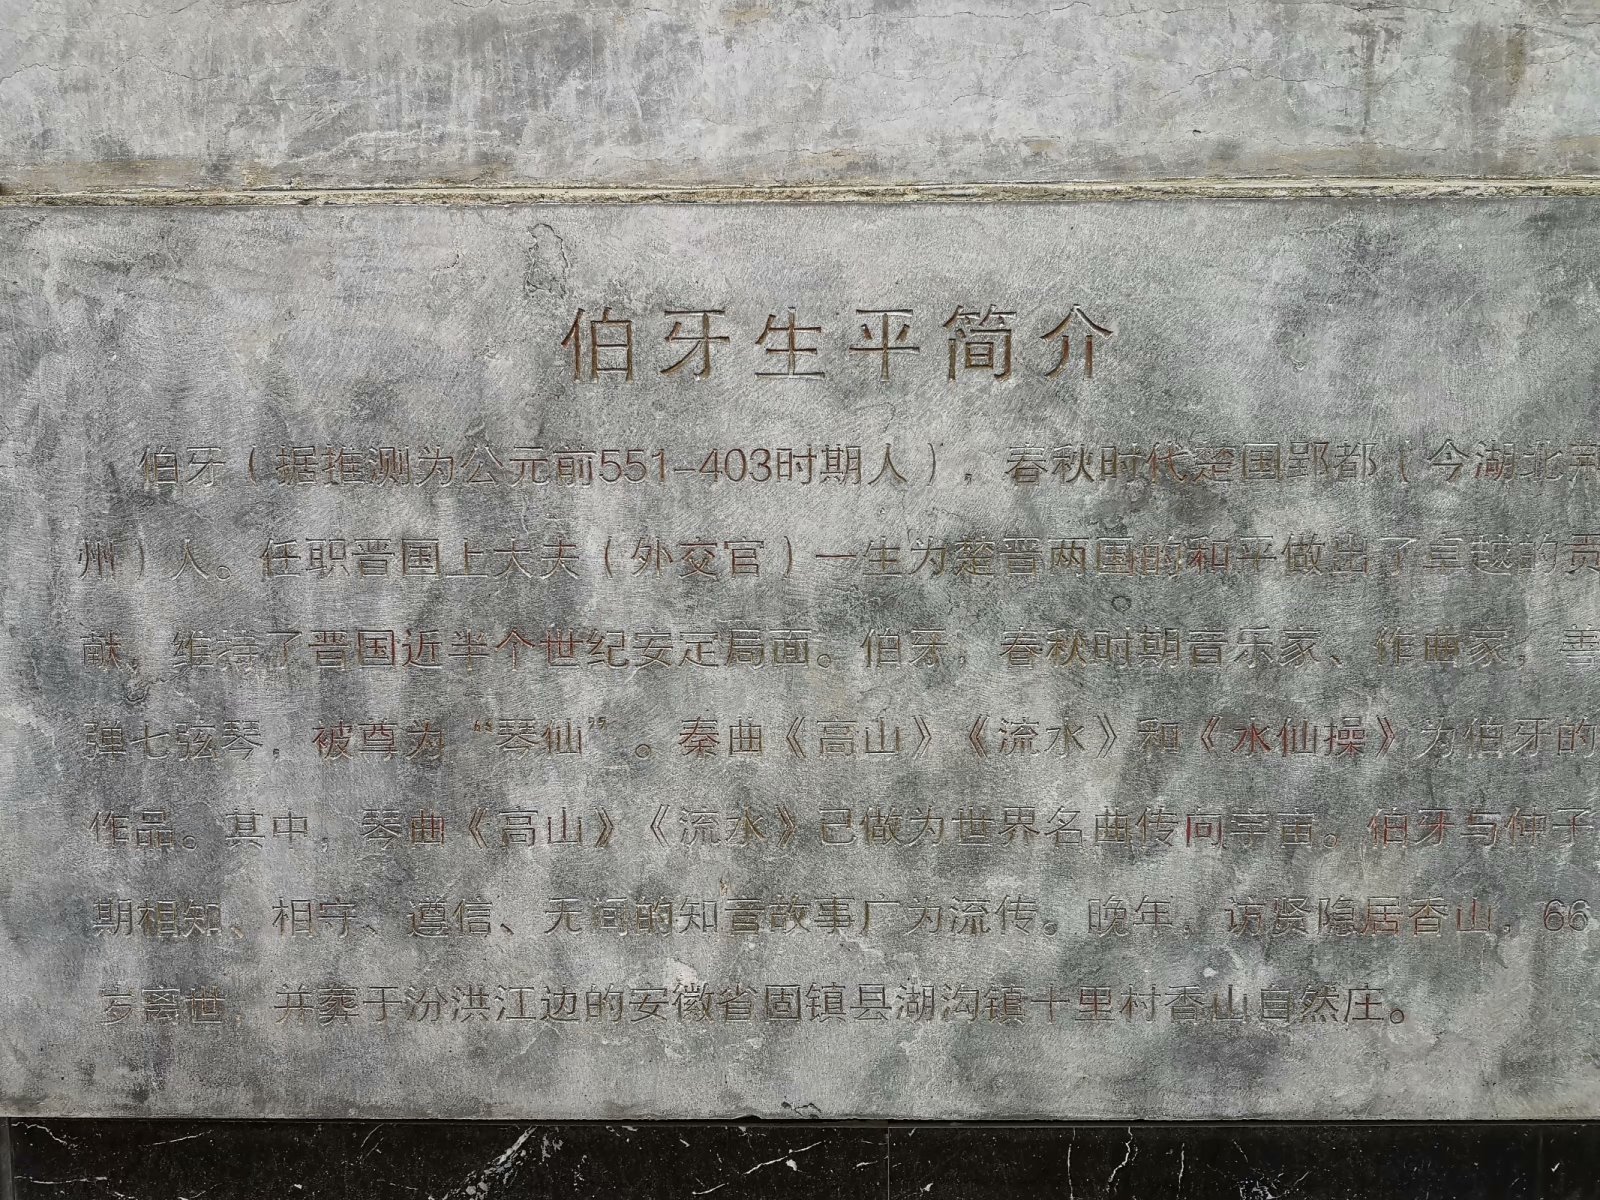 伯牙生平简介
伯牙（据推测为公元前551-403时期人），春秋时代楚国郢都（今湖北荆
州）人。任职晋国上大夫（外交官）一生为楚晋两国的和平做出了卓越的贡
献，维持了晋国近半个世纪安定局面。伯牙，春秋时期音乐家、作曲家，善
弹七弦琴，被尊为“琴仙”。秦曲《高山》《流水》和《水仙操》为伯牙的
作品。其中，琴曲《高山》《流水》已做为世界名曲传向宇宙。伯牙与仲子
期相知、相守、遵信、无间的知音故事广为流传。晚年，访贤隐居香山，66
岁离世，并葬于汾洪江边的安徽省固镇县湖沟镇十里村香山自然庄。